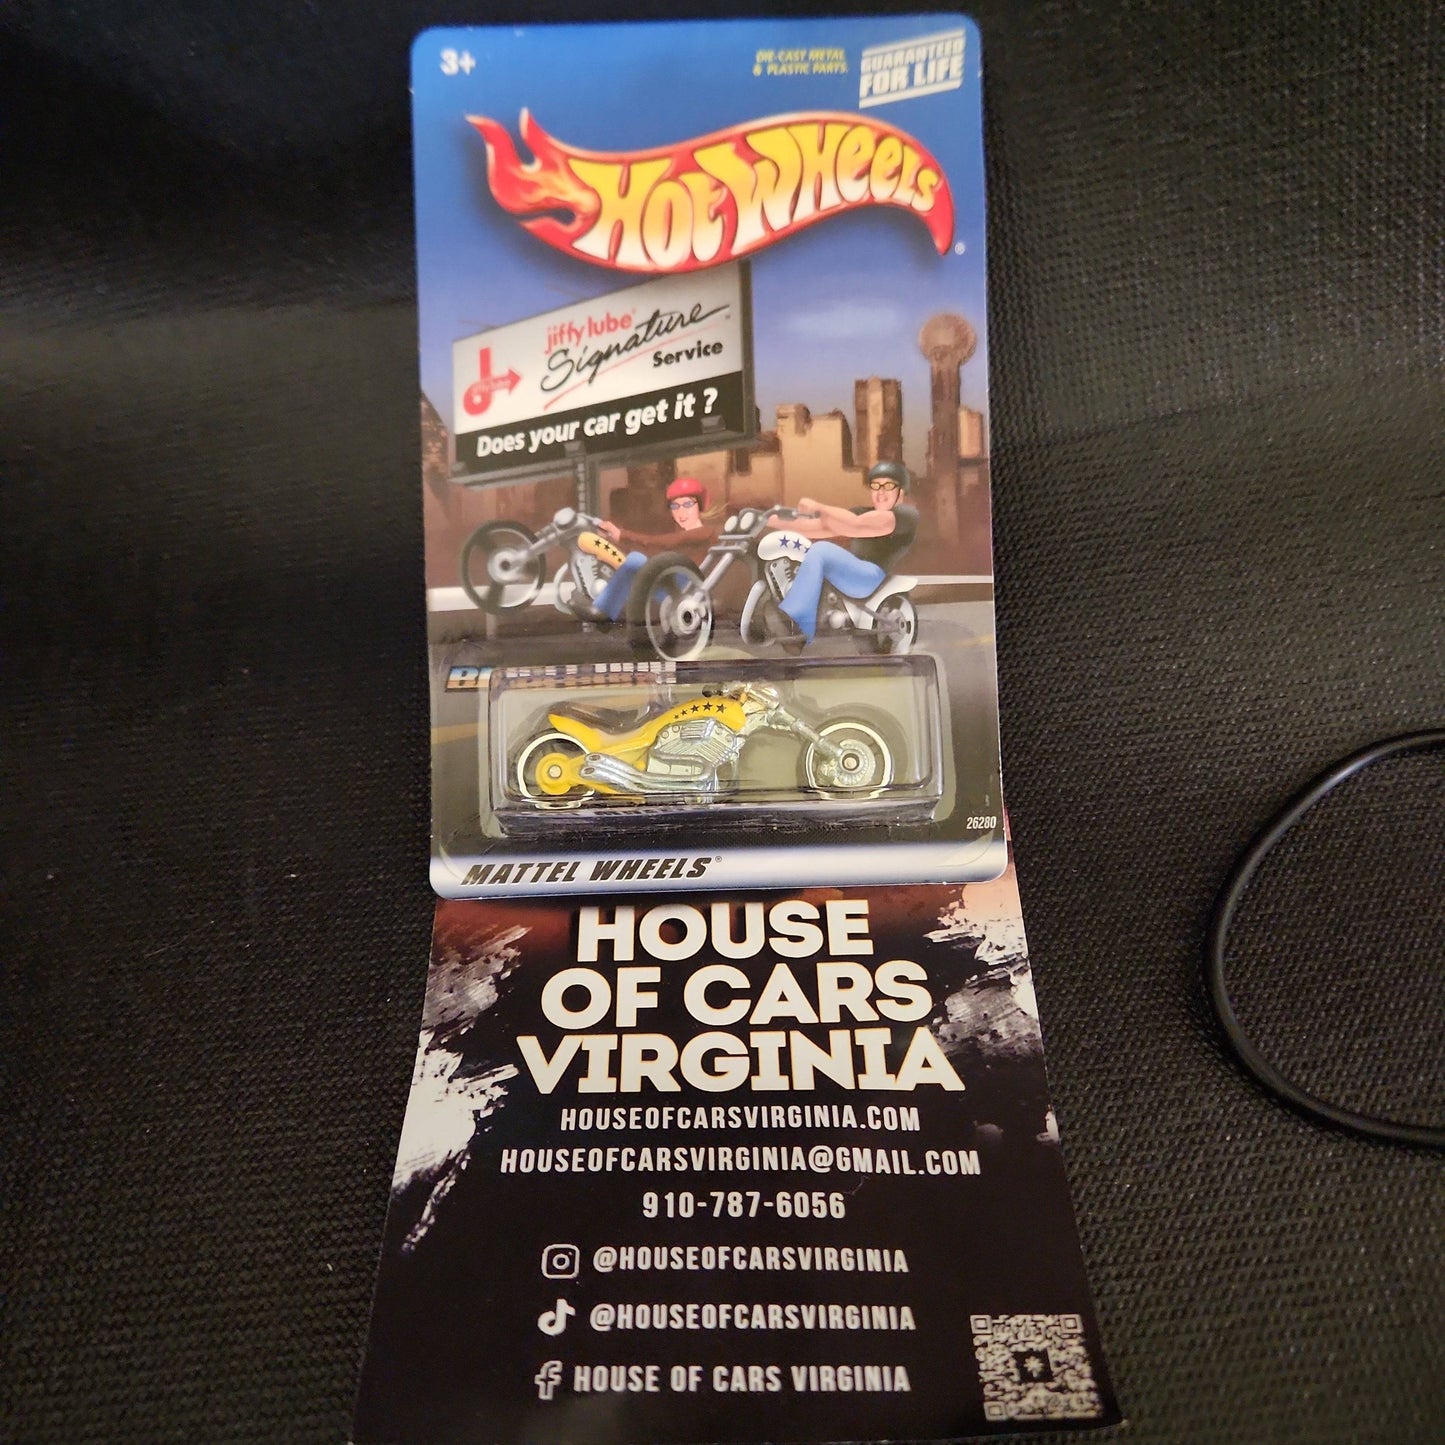 3+
DIE-CAST METAL
& PLASTIC PARTS.
GUARANTEED
FOR LIFE
HOT WHEELS®
jiffy lube®
Signature™
Service
Does your car get it ?
26280
MATTEL WHEELS®
HOUSE
OF CARS
VIRGINIA
HOUSEOFCARSVIRGINIA.COM
HOUSEOFCARSVIRGINIA@GMAIL.COM
910-787-6056
@HOUSEOFCARSVIRGINIA
@HOUSEOFCARSVIRGINIA
HOUSE OF CARS VIRGINIA